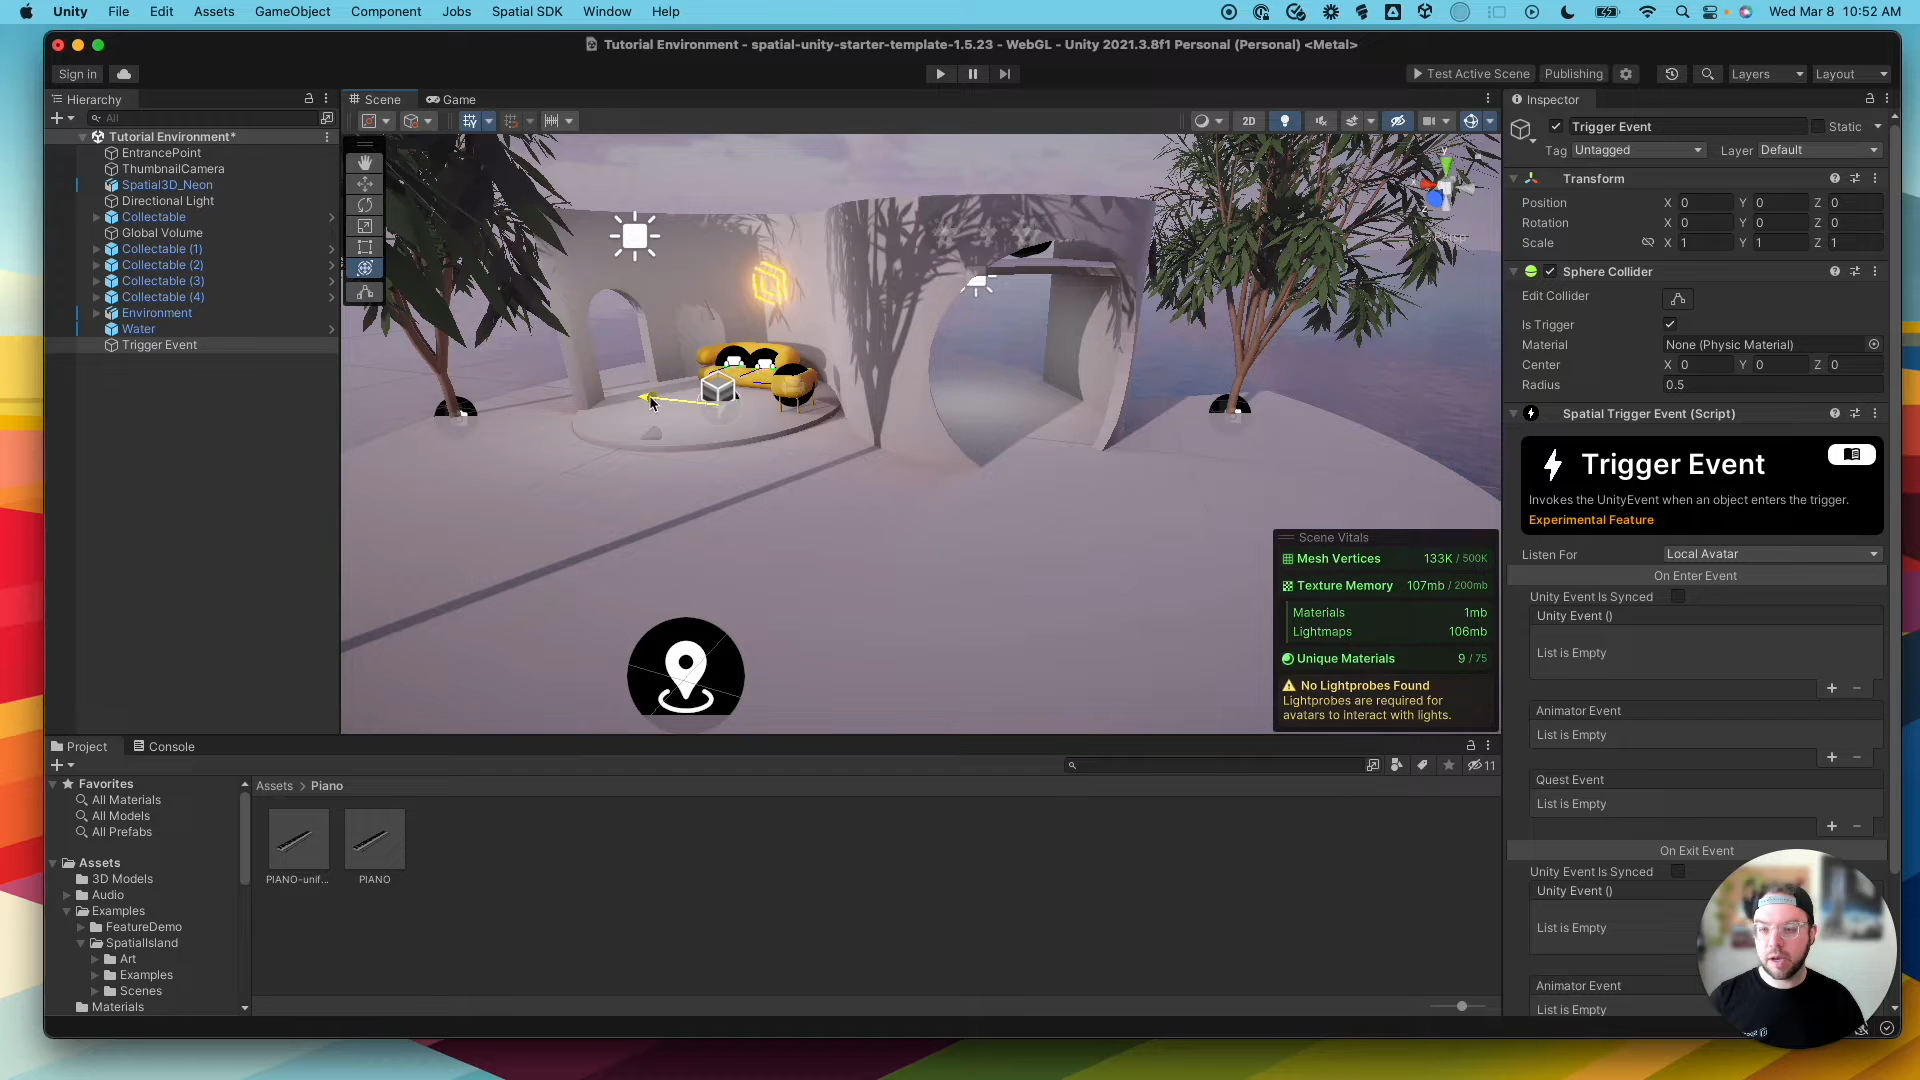 Unity File Edit Assets GameObject Component Jobs Spatial SDK Window Help Wed Mar 8 10:52 AM
Tutorial Environment - spatial-unity-starter-template-1.5.23 - WebGL - Unity 2021.3.8f1 Personal (Personal) <Metal>
Sign in Test Active Scene Publishing Layers Layout
Hierarchy
All
Tutorial Environment*
EntrancePoint
ThumbnailCamera
Spatial3D_Neon
Directional Light
Collectable
Global Volume
Collectable (1)
Collectable (2)
Collectable (3)
Collectable (4)
Environment
Water
Trigger Event
Scene Game
2D
y
Scene Vitals
Mesh Vertices 133K / 500K
Texture Memory 107mb / 200mb
Materials 1mb
Lightmaps 106mb
Unique Materials 9 / 75
No Lightprobes Found
Lightprobes are required for
avatars to interact with lights.
Inspector
Trigger Event Static
Tag Untagged Layer Default
Transform
Position X 0 Y 0 Z 0
Rotation X 0 Y 0 Z 0
Scale X 1 Y 1 Z 1
Sphere Collider
Edit Collider
Is Trigger
Material None (Physic Material)
Center X 0 Y 0 Z 0
Radius 0.5
Spatial Trigger Event (Script)
Trigger Event
Invokes the UnityEvent when an object enters the trigger.
Experimental Feature
Listen For Local Avatar
On Enter Event
Unity Event Is Synced
Unity Event ()
List is Empty
Animator Event
List is Empty
Quest Event
List is Empty
On Exit Event
Unity Event Is Synced
Unity Event ()
List is Empty
Animator Event
List is Empty
Project Console
11
Favorites
All Materials
All Models
All Prefabs
Assets
3D Models
Audio
Examples
FeatureDemo
SpatialIsland
Art
Examples
Scenes
Materials
Assets > Piano
PIANO-unif... PIANO